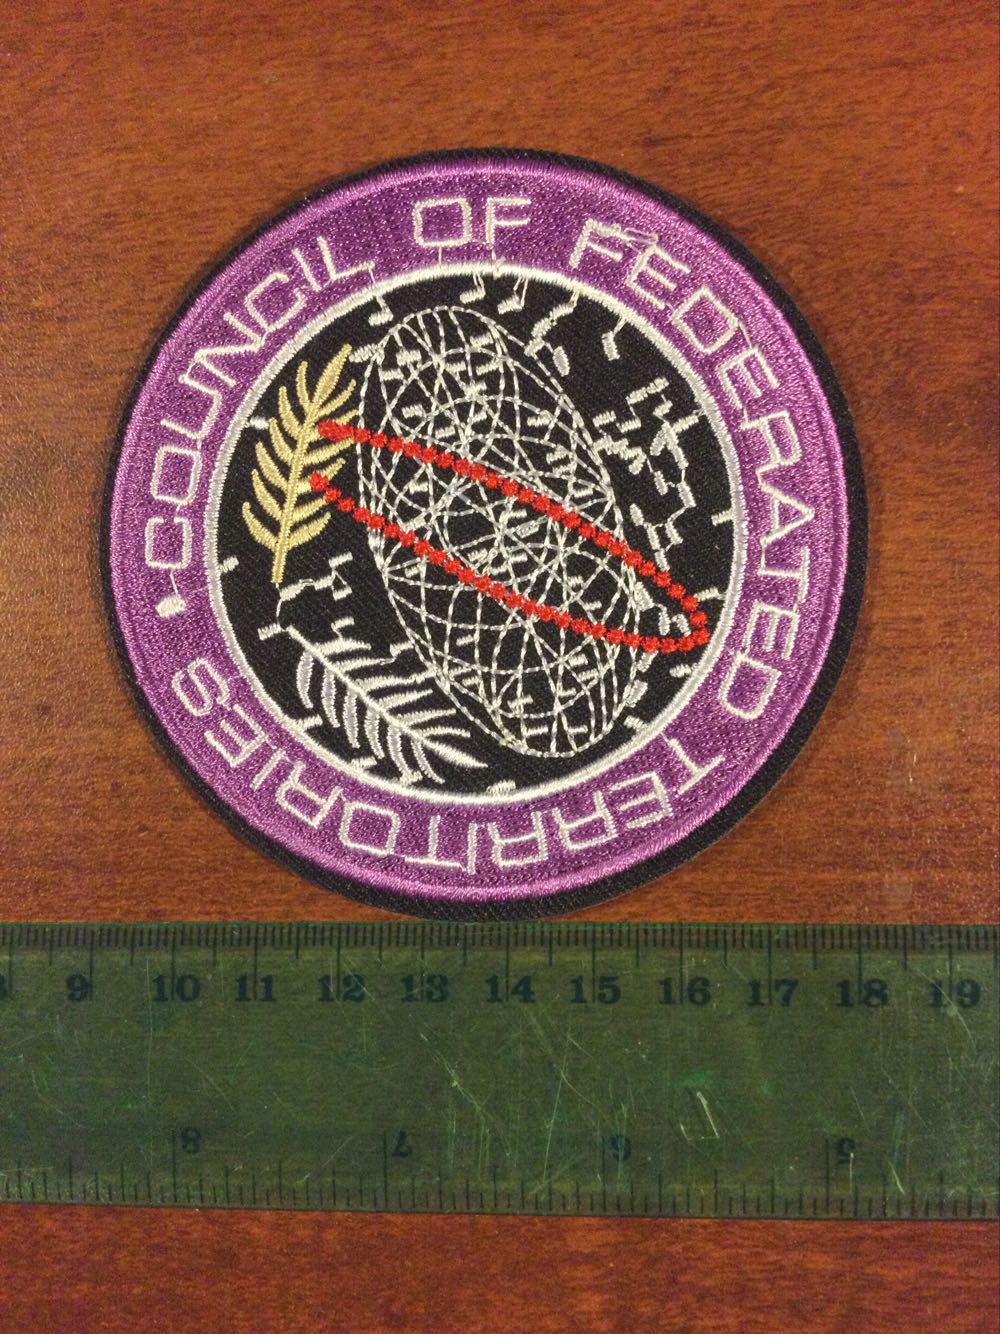 COUNCIL OF FEDERATED TERRITORIES
9 10 11 12 13 14 15 16 17 18 19
8 7 6 5